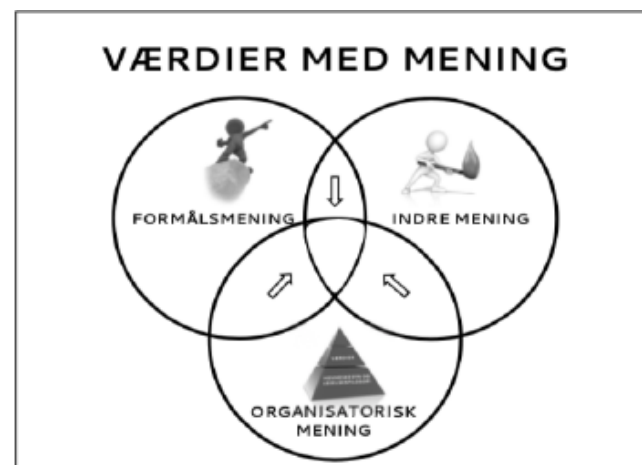 VÆRDIER MED MENING
FORMÅLSMENING
INDRE MENING
ORGANISATORISK
MENING